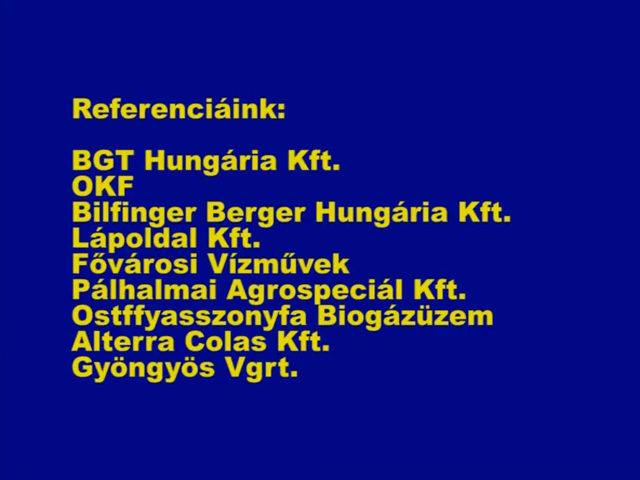 Referenciáink:
BGT Hungária Kft.
OKF
Bilfinger Berger Hungária Kft.
Lápoldal Kft.
Fővárosi Vízművek
Pálhalmai Agrospeciál Kft.
Ostffyasszonyfa Biogázüzem
Alterra Colas Kft.
Gyöngyös Vgrt.